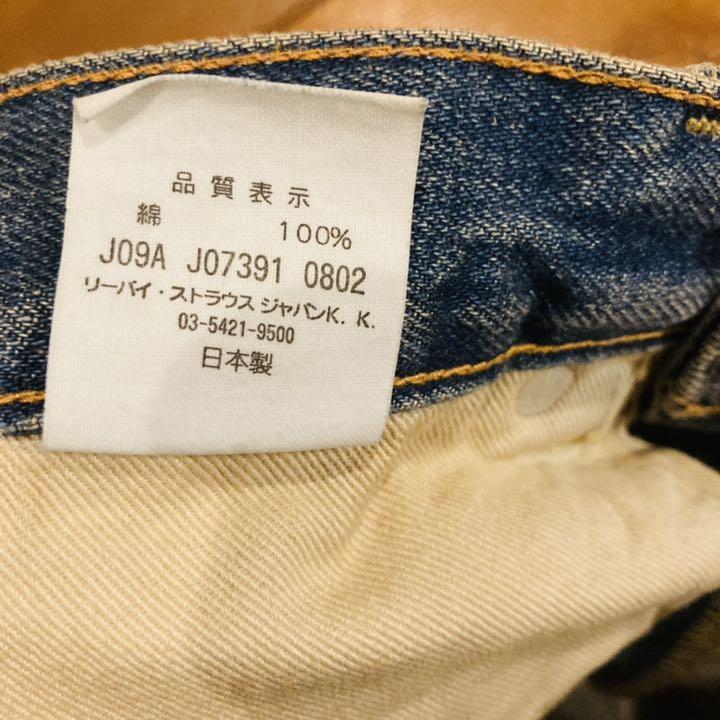 品質表示
綿 100%
J09A J07391 0802
リーバイ・ストラウス ジャパンK. K.
03-5421-9500
日本製